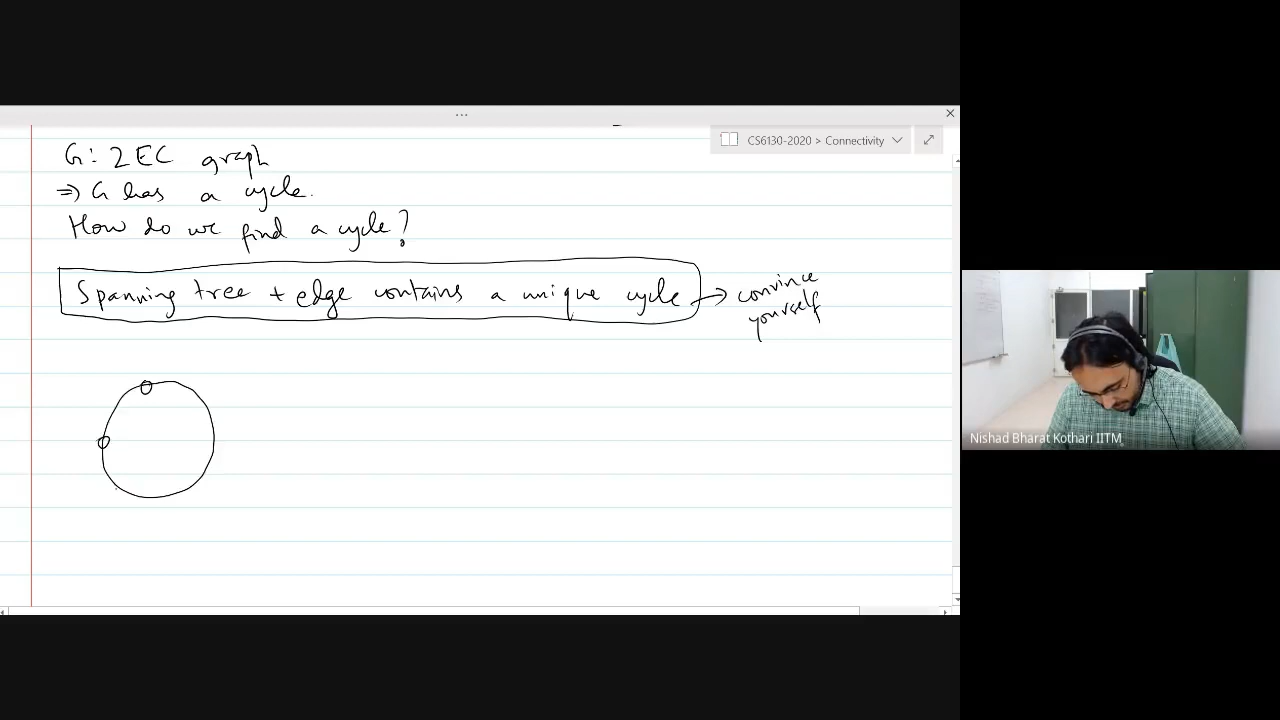 CS6130-2020 > Connectivity
G: 2EC graph
⇒ G has a cycle.
How do we find a cycle?
Spanning tree + edge contains a unique cycle → convince
yourself
Nishad Bharat Kothari IITM